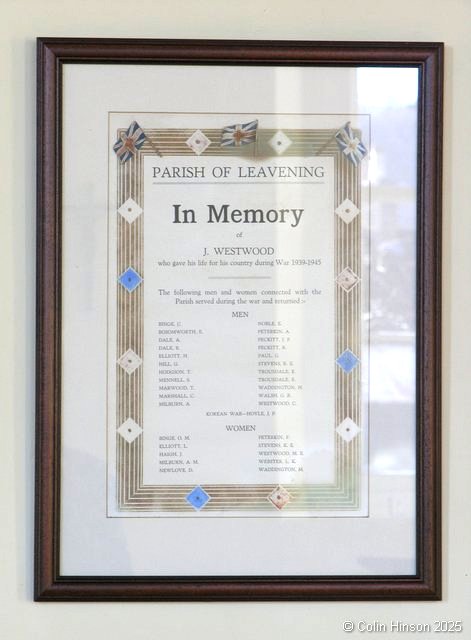 PARISH OF LEAVENING
In Memory
of
J. WESTWOOD
who gave his life for his country during War 1939-1945
The following men and women connected with the
Parish served during the war and returned :-
MEN
BINGE, C.
BOSOMWORTH, E.
DALE, A.
DALE, R.
ELLIOTT, H.
HILL, G.
HODGSON, T.
MENNELL, S.
MARWOOD, T.
MARSHALL, C.
MILBURN, A.
NOBLE, E.
PETERKIN, A.
PECKITT, J. F.
PECKITT, R.
PAUL, G.
STEVENS, R. E.
TROUSDALE, E.
TROUSDALE, R.
WADDINGTON, H.
WALSH, G. R.
WESTWOOD, C.
KOREAN WAR—HOYLE, J. P.
WOMEN
BINGE, O. M.
ELLIOTT, L.
HAIGH, J.
MILBURN, A. M.
NEWLOVE, D.
PETERKIN, F.
STEVENS, K. E.
WESTWOOD, M. E.
WEBSTER, L. K.
WADDINGTON, M.
© Colin Hinson 2025